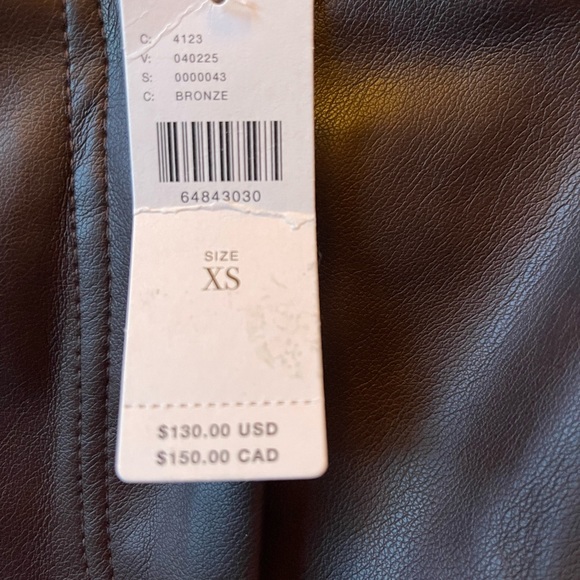 C: 4123
V: 040225
S: 0000043
C: BRONZE
64843030
SIZE
XS
$130.00 USD
$150.00 CAD